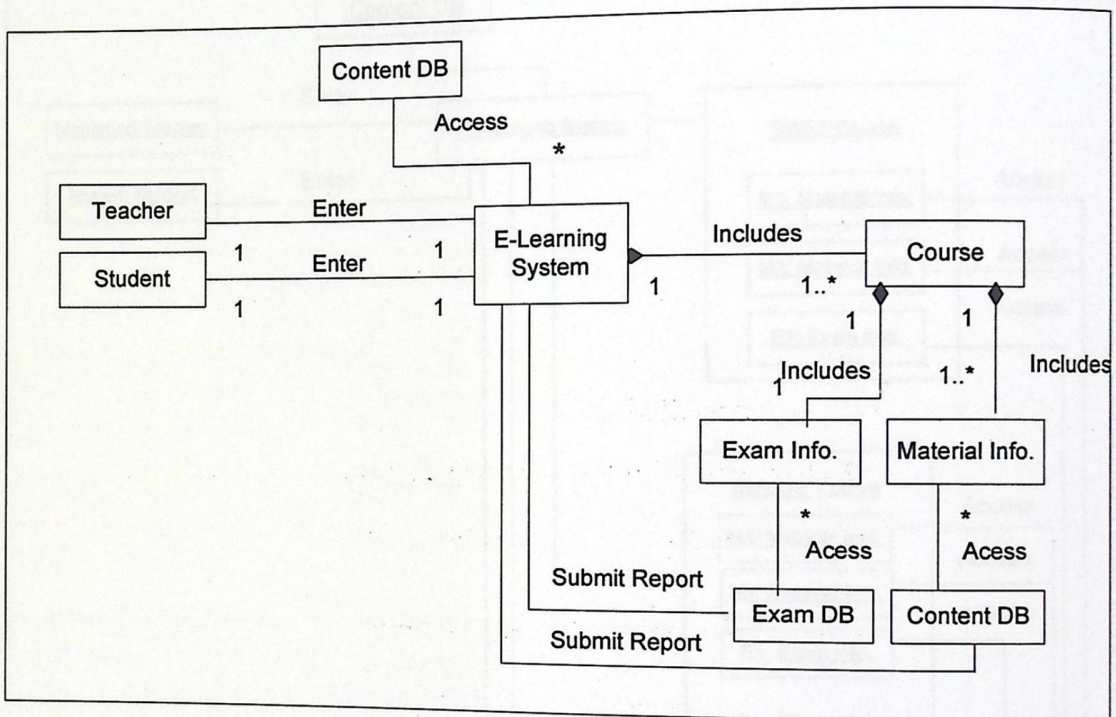 Content DB
Access
*
Teacher
Enter
1
1
Student
Enter
1
1
E-Learning
System
1
Includes
1..*
Course
1
1
Includes
1
1..*
Includes
Exam Info.
Material Info.
*
*
Acess
Acess
Submit Report
Exam DB
Content DB
Submit Report